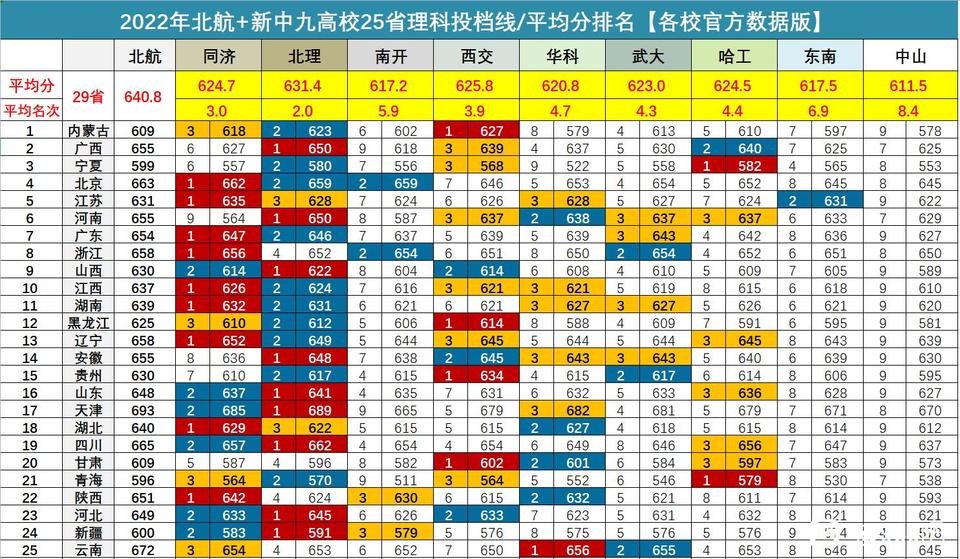 2022年北航+新中九高校25省理科投档线/平均分排名【各校官方数据版】
北航 同济 北理 南开 西交 华科 武大 哈工 东南 中山
平均分 29省 640.8 624.7 631.4 617.2 625.8 620.8 623.0 624.5 617.5 611.5
平均名次 3.0 2.0 5.9 3.9 4.7 4.3 4.4 6.9 8.4
1 内蒙古 609 3 618 2 623 6 602 1 627 8 579 4 613 5 610 7 597 9 578
2 广西 655 6 627 1 650 9 618 3 639 4 637 5 630 2 640 7 625 7 625
3 宁夏 599 6 557 2 580 7 556 3 568 9 522 5 558 1 582 4 565 8 553
4 北京 663 1 662 2 659 2 659 7 646 5 653 4 654 5 652 8 645 8 645
5 江苏 631 1 635 3 628 7 624 6 626 3 628 5 627 7 624 2 631 9 622
6 河南 655 9 564 1 650 8 587 3 637 2 638 3 637 3 637 6 633 7 629
7 广东 654 1 647 2 646 7 637 5 639 5 639 3 643 4 642 8 636 9 627
8 浙江 658 1 656 4 652 2 654 6 651 8 650 2 654 4 652 6 651 8 650
9 山西 630 2 614 1 622 8 604 2 614 6 608 4 610 5 609 7 605 9 589
10 江西 637 1 626 2 624 7 616 3 621 3 621 5 619 8 615 6 618 9 610
11 湖南 639 1 632 2 631 6 621 6 621 3 627 3 627 5 626 6 621 9 620
12 黑龙江 625 3 610 2 612 5 606 1 614 8 588 4 609 7 591 6 595 9 581
13 辽宁 658 1 652 2 649 5 644 3 645 5 644 5 644 3 645 8 643 9 639
14 安徽 655 8 636 1 648 7 638 2 645 3 643 3 643 5 640 6 639 9 630
15 贵州 630 7 610 2 617 4 615 1 634 4 615 2 617 6 614 8 606 9 595
16 山东 648 2 637 1 641 4 635 7 631 6 632 5 633 3 636 8 628 9 627
17 天津 693 2 685 1 689 9 665 5 679 3 682 4 681 5 679 7 671 8 670
18 湖北 640 1 629 3 622 5 615 5 615 2 627 4 618 5 615 8 614 9 612
19 四川 665 2 657 1 662 4 654 4 654 6 649 8 646 3 656 7 647 9 637
20 甘肃 609 5 587 4 596 8 582 1 602 2 601 6 584 3 597 7 583 9 573
21 青海 596 3 564 2 570 9 511 3 564 5 552 6 546 1 579 8 530 7 538
22 陕西 651 1 642 4 624 3 630 6 615 2 632 5 621 8 611 7 614 9 593
23 河北 649 2 633 1 645 4 631 2 633 7 623 5 631 4 632 8 621 8 621
24 新疆 600 2 583 1 591 3 579 5 576 8 575 5 576 5 576
25 云南 672 3 654 4 653 6 652 7 650 1 656 2 655 4 653 646 645